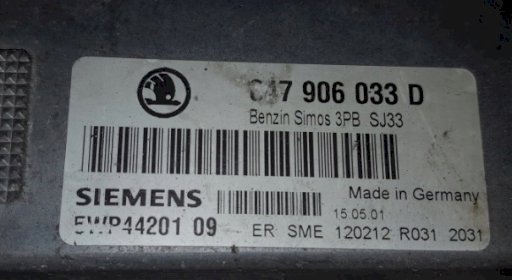 047 906 033 D
Benzin Simos 3PB SJ33
Made in Germany
SIEMENS
15.05.01
5WP44201 09
ER SME 120212 R031 2031